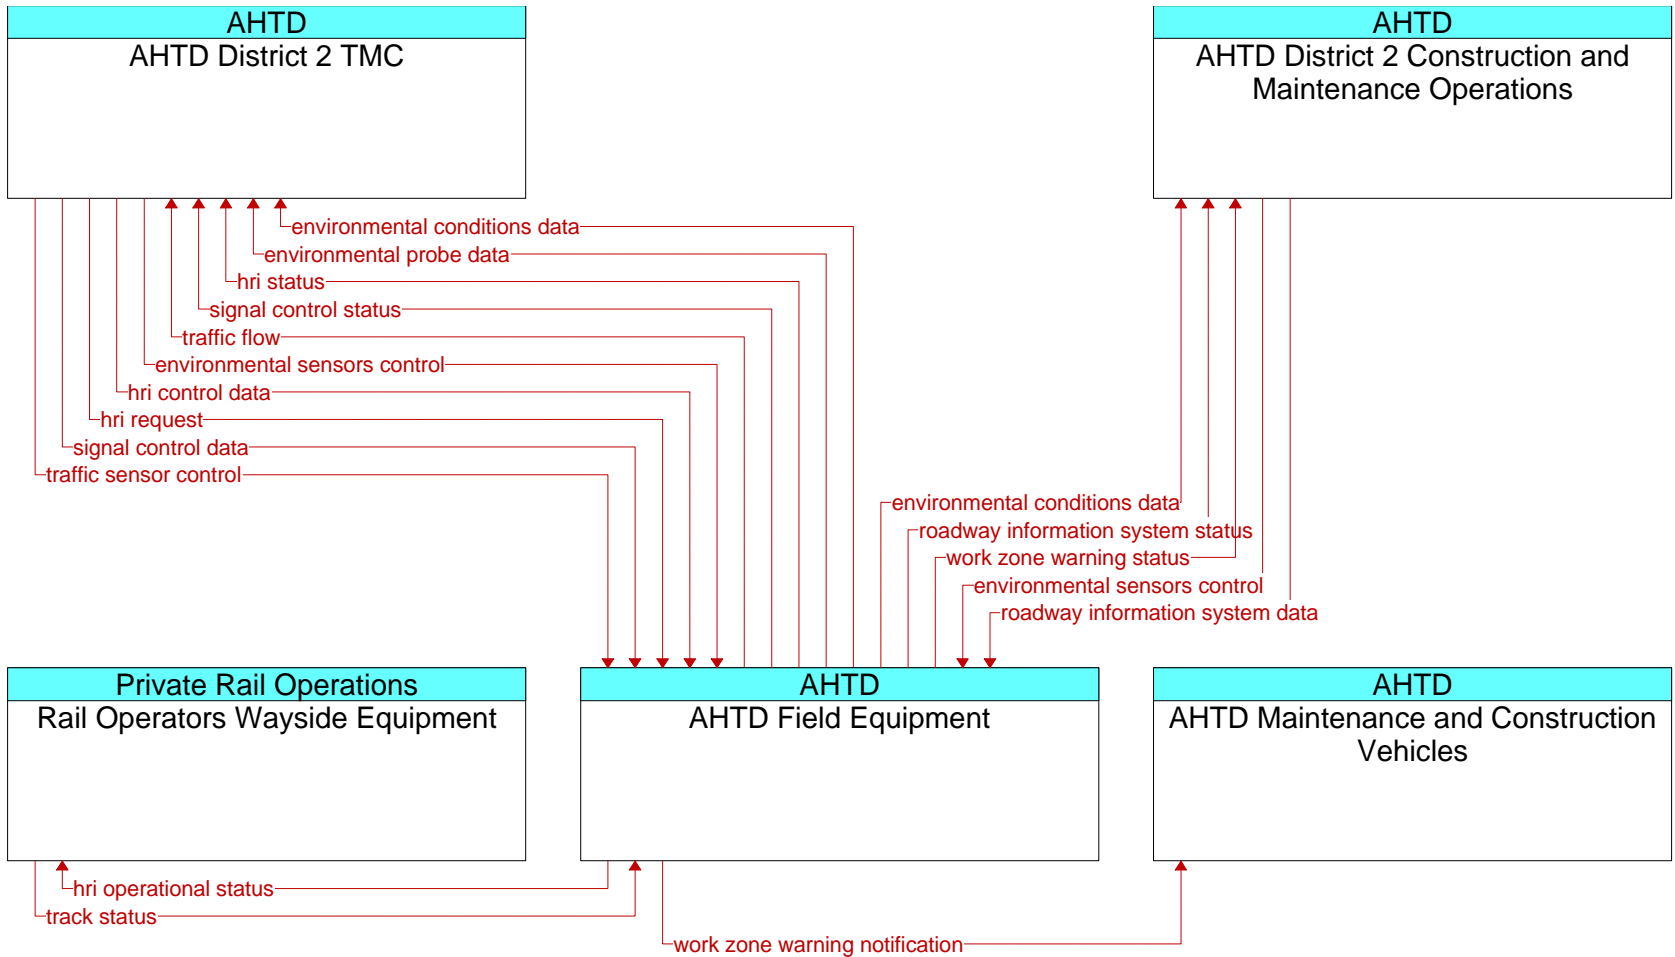 AHTD
AHTD District 2 TMC
AHTD
AHTD District 2 Construction and
Maintenance Operations
environmental conditions data
environmental probe data
hri status
signal control status
traffic flow
environmental sensors control
hri control data
hri request
signal control data
traffic sensor control
environmental conditions data
roadway information system status
work zone warning status
environmental sensors control
roadway information system data
Private Rail Operations
Rail Operators Wayside Equipment
AHTD
AHTD Field Equipment
AHTD
AHTD Maintenance and Construction
Vehicles
hri operational status
track status
work zone warning notification